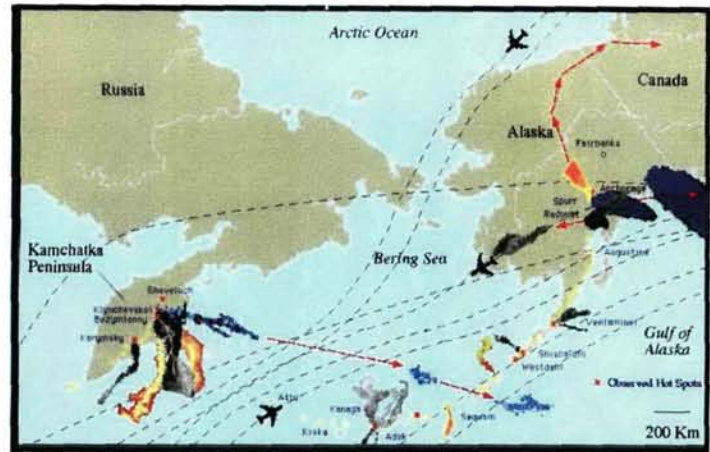 Arctic Ocean
Russia
Canada
Alaska
Fairbanks
Anchorage
Spurr
Redoubt
Kamchatka
Peninsula
Bering Sea
Augustine
Sheveluch
Bezymianny
Karymsky
Veniaminof
Gulf of
Alaska
Shishaldin
Westdahl
Observed Hot Spots
Attu
Kanaga
Seguam
Kiska
Adak
200 Km